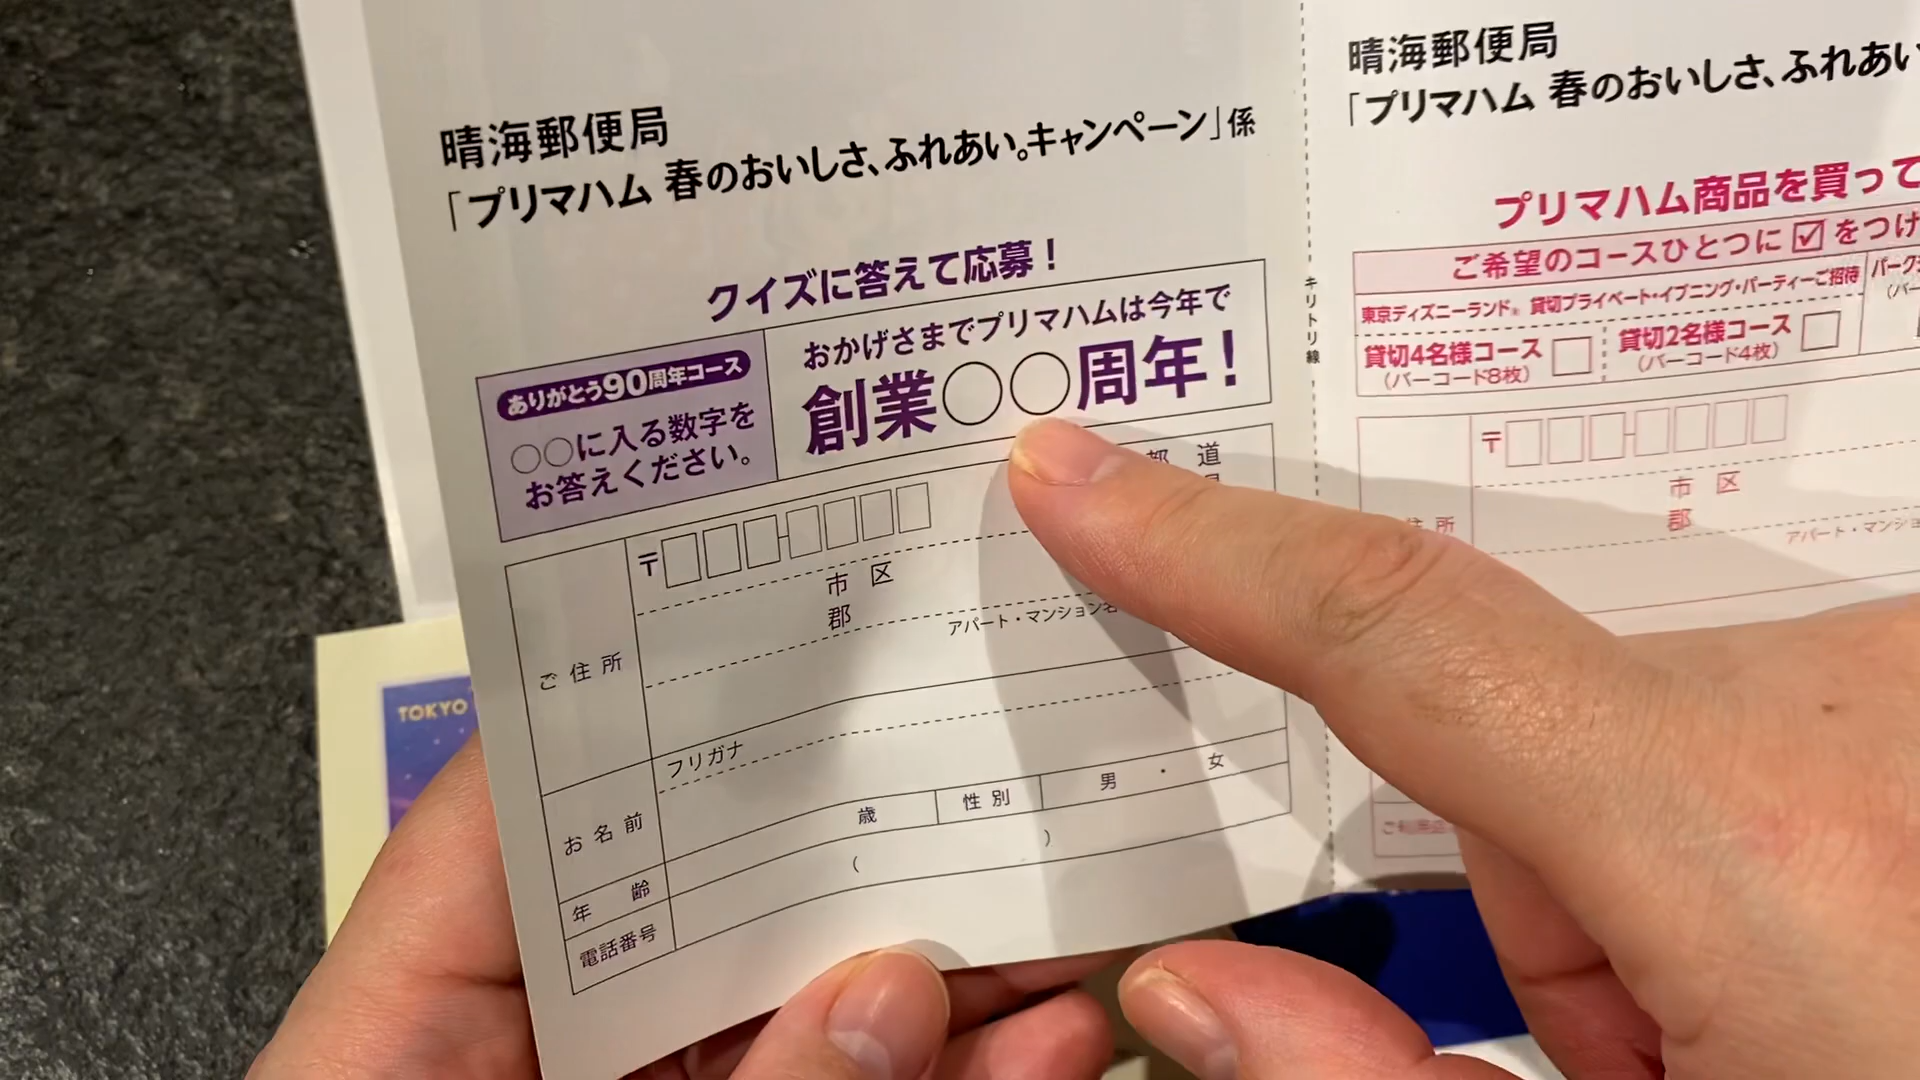 晴海郵便局
「プリマハム 春のおいしさ、ふれあい。キャンペーン」係
クイズに答えて応募！
ありがとう90周年コース
○○に入る数字を
お答えください。
おかげさまでプリマハムは今年で
創業○○周年！
ご住所
〒
都 道
市 区
郡
アパート・マンション名
お名前
フリガナ
年 齢
歳
性別
男 ・ 女
電話番号
( )
キリトリ線
晴海郵便局
「プリマハム 春のおいしさ、ふれあい
プリマハム商品を買って
ご希望のコースひとつに☑をつけ
東京ディズニーランド® 貸切プライベート・イブニング・パーティーご招待
貸切4名様コース
(バーコード8枚)
貸切2名様コース
(バーコード4枚)
パーク
(バー
〒
市 区
郡
住 所
アパート・マンショ
TOKYO